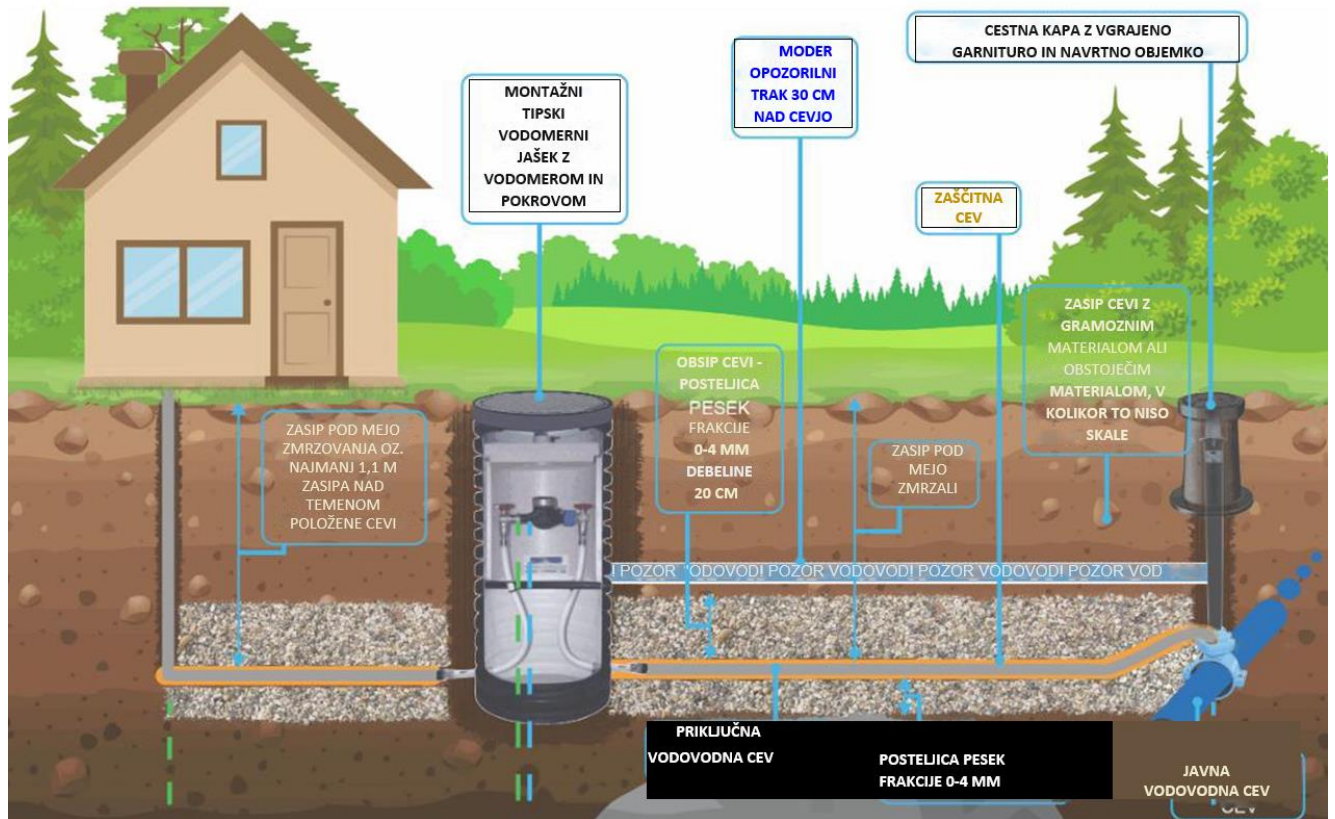 CESTNA KAPA Z VGRAJENO
GARNITURO IN NAVRTNO OBJEMKO
MODER
OPOZORILNI
TRAK 30 CM
NAD CEVJO
MONTAŽNI
TIPSKI
VODOMERNI
JAŠEK Z
VODOMEROM IN
POKROVOM
ZAŠČITNA
CEV
ZASIP CEVI Z
GRAMOZNIM
MATERIALOM ALI
OBSTOJEČIM
MATERIALOM, V
KOLIKOR TO NISO
SKALE
OBSIP CEVI -
POSTELJICA
PESEK
FRAKCIJE
0-4 MM
DEBELINE
20 CM
ZASIP POD MEJO
ZMRZOVANJA OZ.
NAJMANJ 1,1 M
ZASIPA NAD
TEMENOM
POLOŽENE CEVI
ZASIP POD
MEJO
ZMRZALI
I POZOR VODOVODI POZOR VODOVODI POZOR VODOVODI POZOR VOD
PRIKLJUČNA
VODOVODNA CEV
POSTELJICA PESEK
FRAKCIJE 0-4 MM
JAVNA
VODOVODNA CEV
CEV